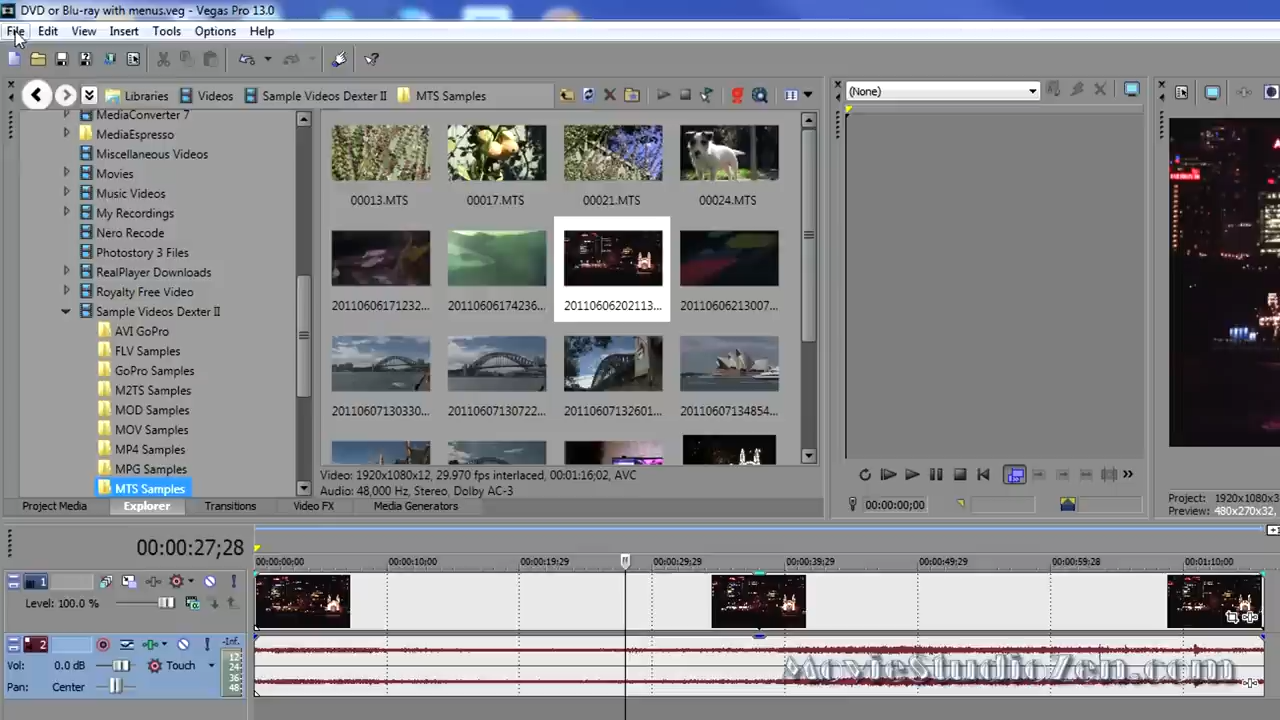 DVD or Blu-ray with menus.veg - Vegas Pro 13.0
File Edit View Insert Tools Options Help
Libraries Videos Sample Videos Dexter II MTS Samples
(None)
MediaConverter 7
MediaEspresso
Miscellaneous Videos
Movies
Music Videos
My Recordings
Nero Recode
Photostory 3 Files
RealPlayer Downloads
Royalty Free Video
Sample Videos Dexter II
AVI GoPro
FLV Samples
GoPro Samples
M2TS Samples
MOD Samples
MOV Samples
MP4 Samples
MPG Samples
MTS Samples
00013.MTS 00017.MTS 00021.MTS 00024.MTS
20110606171232... 20110606174236... 20110606202113... 20110606213007...
20110607130330... 20110607130722... 20110607132601... 20110607134854...
Video: 1920x1080x12, 29.970 fps interlaced, 00:01:16;02, AVC
Audio: 48,000 Hz, Stereo, Dolby AC-3
Project Media Explorer Transitions Video FX Media Generators
00:00:00;00
Project: 1920x1080x3
Preview: 480x270x32,
00:00:27;28
00:00:00;00 00:00:10;00 00:00:19;29 00:00:29;29 00:00:39;29 00:00:49;29 00:00:59;28 00:01:10;00
1
Level: 100.0 %
2
-Inf.
Vol: 0.0 dB Touch
Pan: Center
12
24
36
48
MovieStudioZen.com